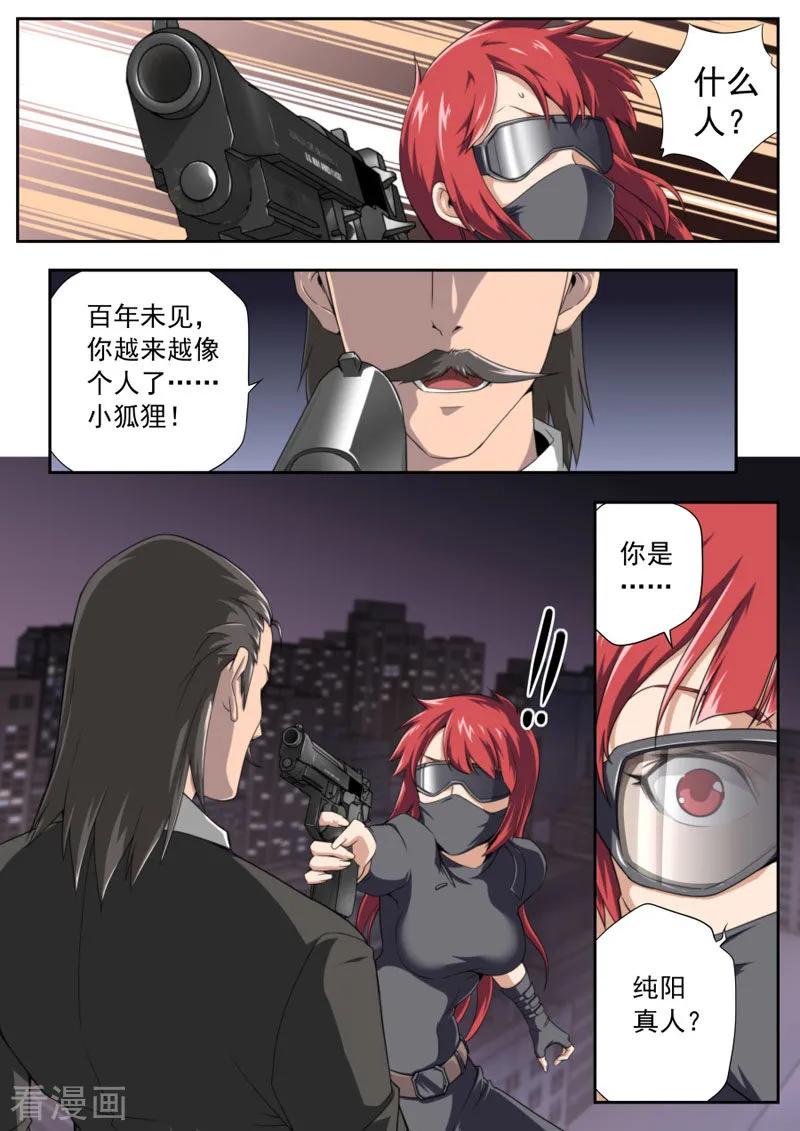 什么
人？
百年未见，
你越来越像
个人了……
小狐狸！
你是
……
纯阳
真人？
看漫画